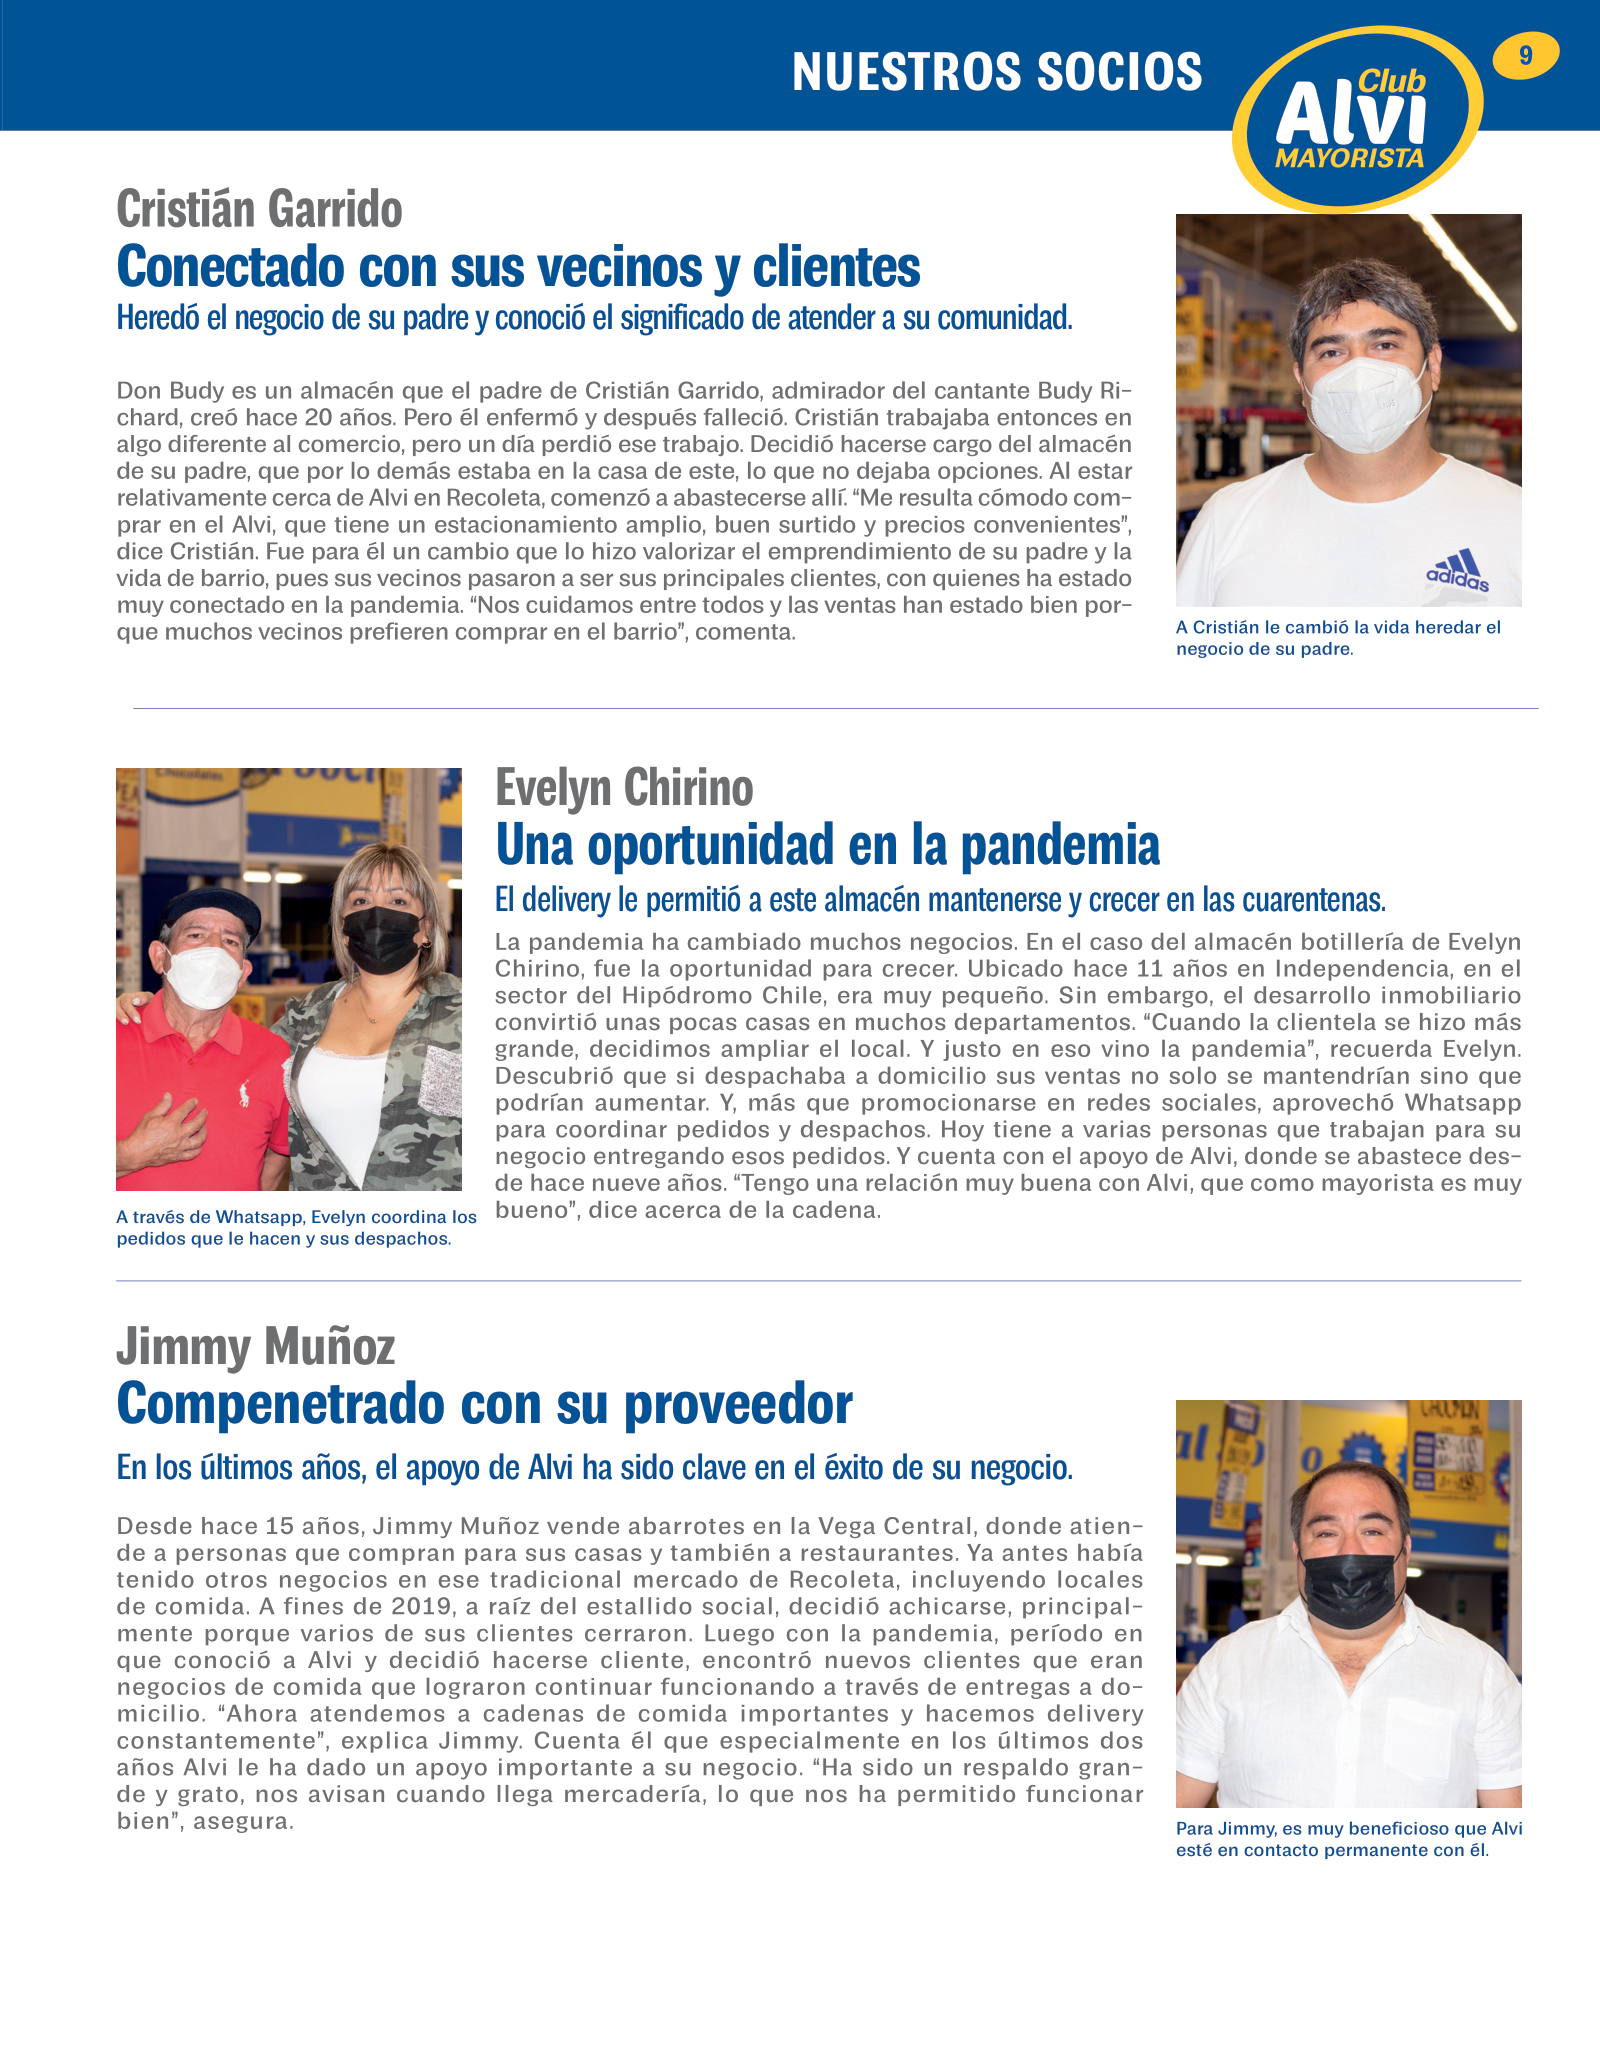 NUESTROS SOCIOS
Club
Alvi
MAYORISTA
9
Cristián Garrido
Conectado con sus vecinos y clientes
Heredó el negocio de su padre y conoció el significado de atender a su comunidad.
Don Budy es un almacén que el padre de Cristián Garrido, admirador del cantante Budy Ri-
chard, creó hace 20 años. Pero él enfermó y después falleció. Cristián trabajaba entonces en
algo diferente al comercio, pero un día perdió ese trabajo. Decidió hacerse cargo del almacén
de su padre, que por lo demás estaba en la casa de este, lo que no dejaba opciones. Al estar
relativamente cerca de Alvi en Recoleta, comenzó a abastecerse allí. “Me resulta cómodo com-
prar en el Alvi, que tiene un estacionamiento amplio, buen surtido y precios convenientes”,
dice Cristián. Fue para él un cambio que lo hizo valorizar el emprendimiento de su padre y la
vida de barrio, pues sus vecinos pasaron a ser sus principales clientes, con quienes ha estado
muy conectado en la pandemia. “Nos cuidamos entre todos y las ventas han estado bien por-
que muchos vecinos prefieren comprar en el barrio”, comenta.
adidas
A Cristián le cambió la vida heredar el
negocio de su padre.
Chocolates
Evelyn Chirino
Una oportunidad en la pandemia
El delivery le permitió a este almacén mantenerse y crecer en las cuarentenas.
La pandemia ha cambiado muchos negocios. En el caso del almacén botillería de Evelyn
Chirino, fue la oportunidad para crecer. Ubicado hace 11 años en Independencia, en el
sector del Hipódromo Chile, era muy pequeño. Sin embargo, el desarrollo inmobiliario
convirtió unas pocas casas en muchos departamentos. “Cuando la clientela se hizo más
grande, decidimos ampliar el local. Y justo en eso vino la pandemia”, recuerda Evelyn.
Descubrió que si despachaba a domicilio sus ventas no solo se mantendrían sino que
podrían aumentar. Y, más que promocionarse en redes sociales, aprovechó Whatsapp
para coordinar pedidos y despachos. Hoy tiene a varias personas que trabajan para su
negocio entregando esos pedidos. Y cuenta con el apoyo de Alvi, donde se abastece des-
de hace nueve años. “Tengo una relación muy buena con Alvi, que como mayorista es muy
bueno”, dice acerca de la cadena.
A través de Whatsapp, Evelyn coordina los
pedidos que le hacen y sus despachos.
Jimmy Muñoz
Compenetrado con su proveedor
En los últimos años, el apoyo de Alvi ha sido clave en el éxito de su negocio.
Desde hace 15 años, Jimmy Muñoz vende abarrotes en la Vega Central, donde atien-
de a personas que compran para sus casas y también a restaurantes. Ya antes había
tenido otros negocios en ese tradicional mercado de Recoleta, incluyendo locales
de comida. A fines de 2019, a raíz del estallido social, decidió achicarse, principal-
mente porque varios de sus clientes cerraron. Luego con la pandemia, período en
que conoció a Alvi y decidió hacerse cliente, encontró nuevos clientes que eran
negocios de comida que lograron continuar funcionando a través de entregas a do-
micilio. “Ahora atendemos a cadenas de comida importantes y hacemos delivery
constantemente”, explica Jimmy. Cuenta él que especialmente en los últimos dos
años Alvi le ha dado un apoyo importante a su negocio. “Ha sido un respaldo gran-
de y grato, nos avisan cuando llega mercadería, lo que nos ha permitido funcionar
bien”, asegura.
Para Jimmy, es muy beneficioso que Alvi
esté en contacto permanente con él.